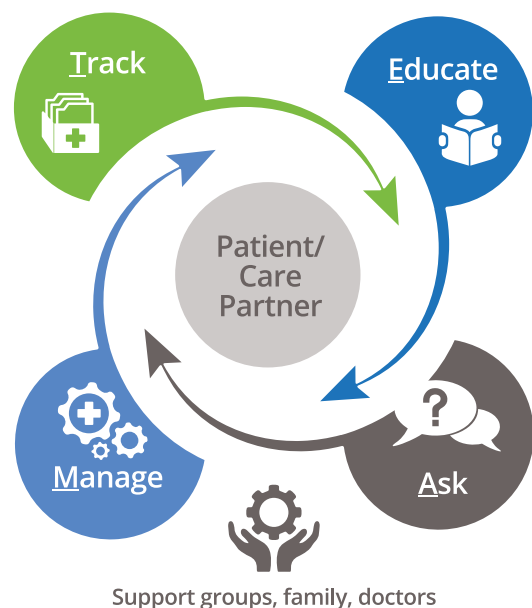 Track
Educate
Patient/
Care
Partner
?
Manage
Ask
Support groups, family, doctors